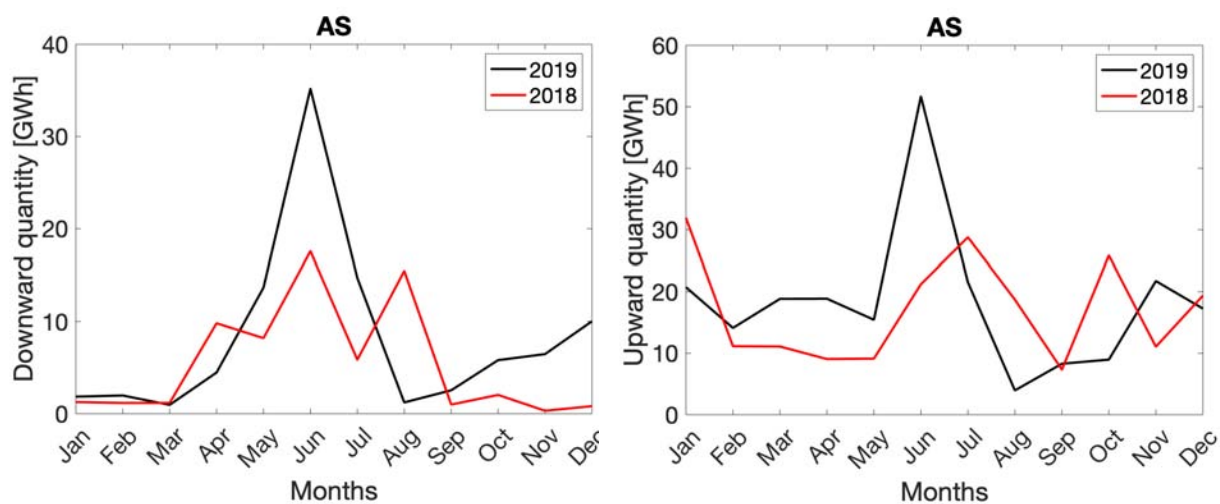 AS
40
30
20
10
0
Downward quantity [GWh]
2019
2018
Jan
Feb
Mar
Apr
May
Jun
Jul
Aug
Sep
Oct
Nov
Dec
Months
AS
60
50
40
30
20
10
0
Upward quantity [GWh]
2019
2018
Jan
Feb
Mar
Apr
May
Jun
Jul
Aug
Sep
Oct
Nov
Dec
Months